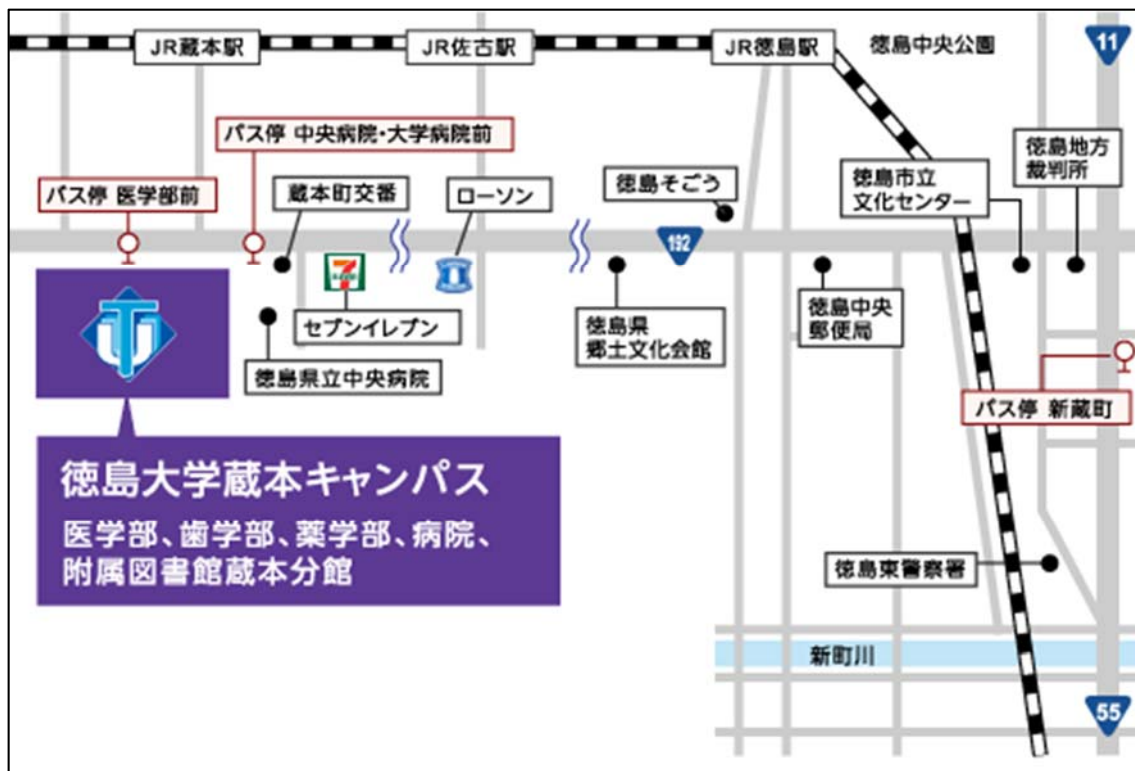 JR蔵本駅
JR佐古駅
JR徳島駅
徳島中央公園
11
バス停 中央病院・大学病院前
徳島地方
裁判所
バス停 医学部前
蔵本町交番
ローソン
徳島そごう
徳島市立
文化センター
192
セブンイレブン
徳島県
郷土文化会館
徳島中央
郵便局
徳島県立中央病院
バス停 新蔵町
徳島大学蔵本キャンパス
医学部、歯学部、薬学部、病院、
附属図書館蔵本分館
徳島東警察署
新町川
55